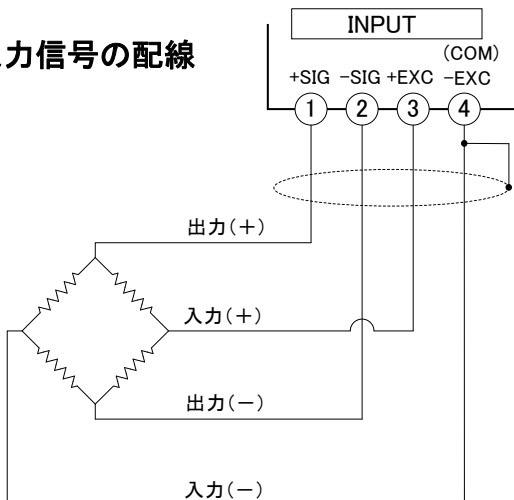 力信号の配線
INPUT
(COM)
+SIG -SIG +EXC -EXC
1 2 3 4
出力(+)
入力(+)
出力(-)
入力(-)